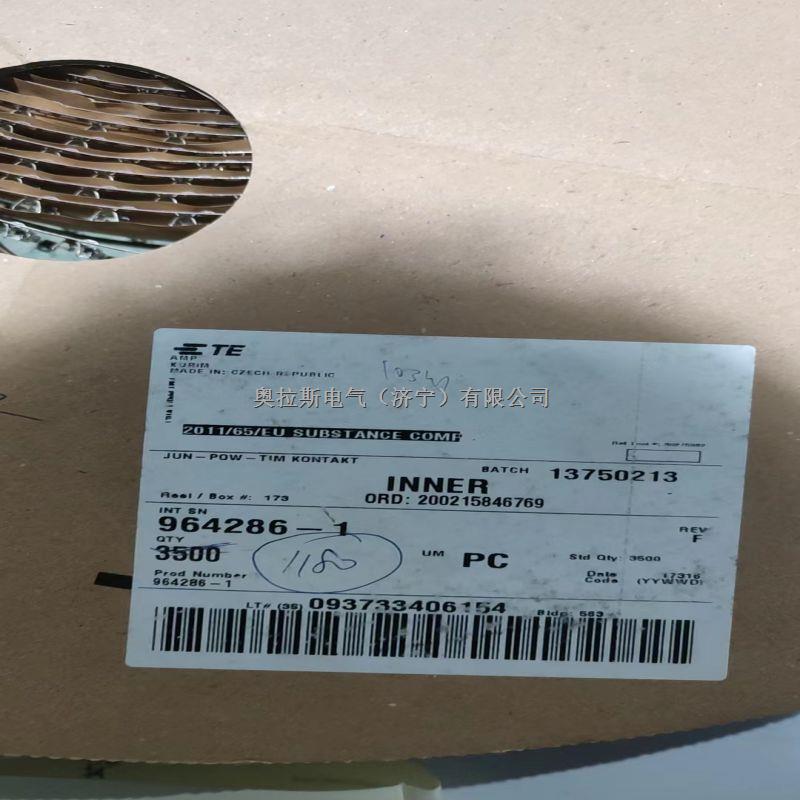 TE
AMP
KURIM
MADE IN: CZECH REPUBLIC
奥拉斯电气（济宁）有限公司
2011/65/EU SUBSTANCE COMP
JUN-POW-TIM KONTAKT
BATCH 13750213
INNER
Reel / Box #: 173
ORD: 200215846769
INT SN
964286-1
REV
F
QTY
3500
1180
UM PC
Std Qty: 3500
Prod Number
964286-1
Date Code 17316
(YYWWD)
LT# (3S) 093733406154
Bldg: 563